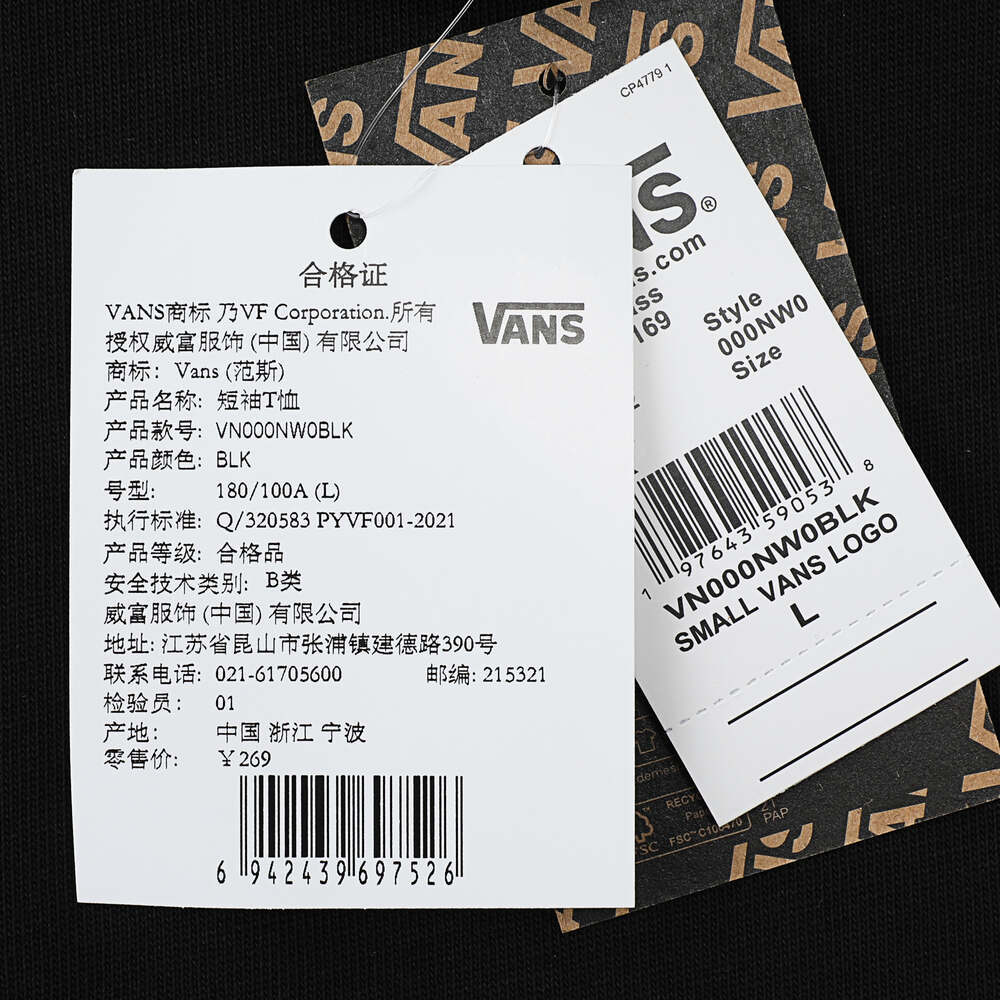 合格证
VANS商标 乃VF Corporation.所有
授权威富服饰 (中国) 有限公司
VANS
商标: Vans (范斯)
产品名称: 短袖T恤
产品款号: VN000NW0BLK
产品颜色: BLK
号型: 180/100A (L)
执行标准: Q/320583 PYVF001-2021
产品等级: 合格品
安全技术类别: B类
威富服饰 (中国) 有限公司
地址: 江苏省昆山市张浦镇建德路390号
联系电话: 021-61705600 邮编: 215321
检验员: 01
产地: 中国 浙江 宁波
零售价: ￥269
6 942439 697526
CP4779 1
®
Style
000NW0
Size
1 97643 59053 8
VN000NW0BLK
SMALL VANS LOGO
L
VANS
21
PAP